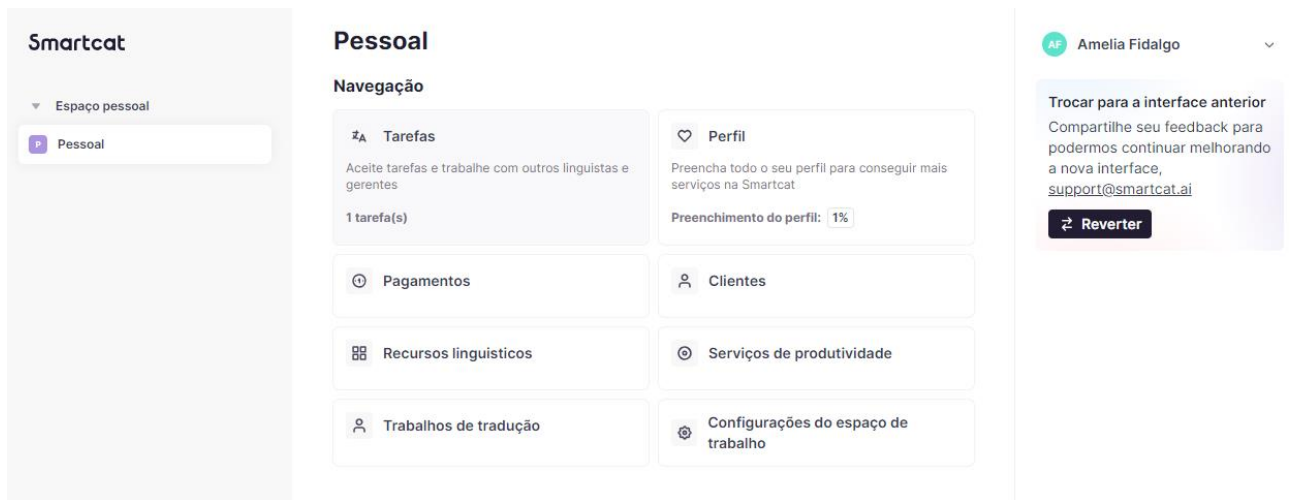 Smartcat
Espaço pessoal
P
Pessoal
Pessoal
Navegação
Tarefas
Aceite tarefas e trabalhe com outros linguistas e
gerentes
1 tarefa(s)
Perfil
Preencha todo o seu perfil para conseguir mais
serviços na Smartcat
Preenchimento do perfil: 1%
Pagamentos
Clientes
Recursos linguisticos
Serviços de produtividade
Trabalhos de tradução
Configurações do espaço de
trabalho
AF
Amelia Fidalgo
Trocar para a interface anterior
Compartilhe seu feedback para
podermos continuar melhorando
a nova interface,
support@smartcat.ai
Reverter